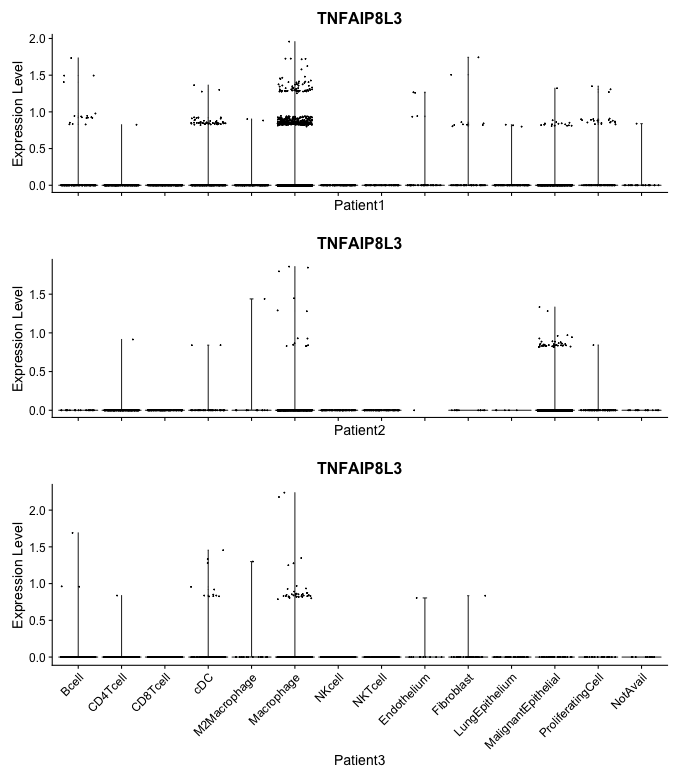 TNFAIP8L3
Expression Level
2.0
1.5
1.0
0.5
0.0
Patient1
TNFAIP8L3
Expression Level
1.5
1.0
0.5
0.0
Patient2
TNFAIP8L3
Expression Level
2.0
1.5
1.0
0.5
0.0
Bcell
CD4Tcell
CD8Tcell
cDC
M2Macrophage
Macrophage
NKcell
NKTcell
Endothelium
Fibroblast
LungEpithelium
MalignantEpithelial
ProliferatingCell
NotAvail
Patient3